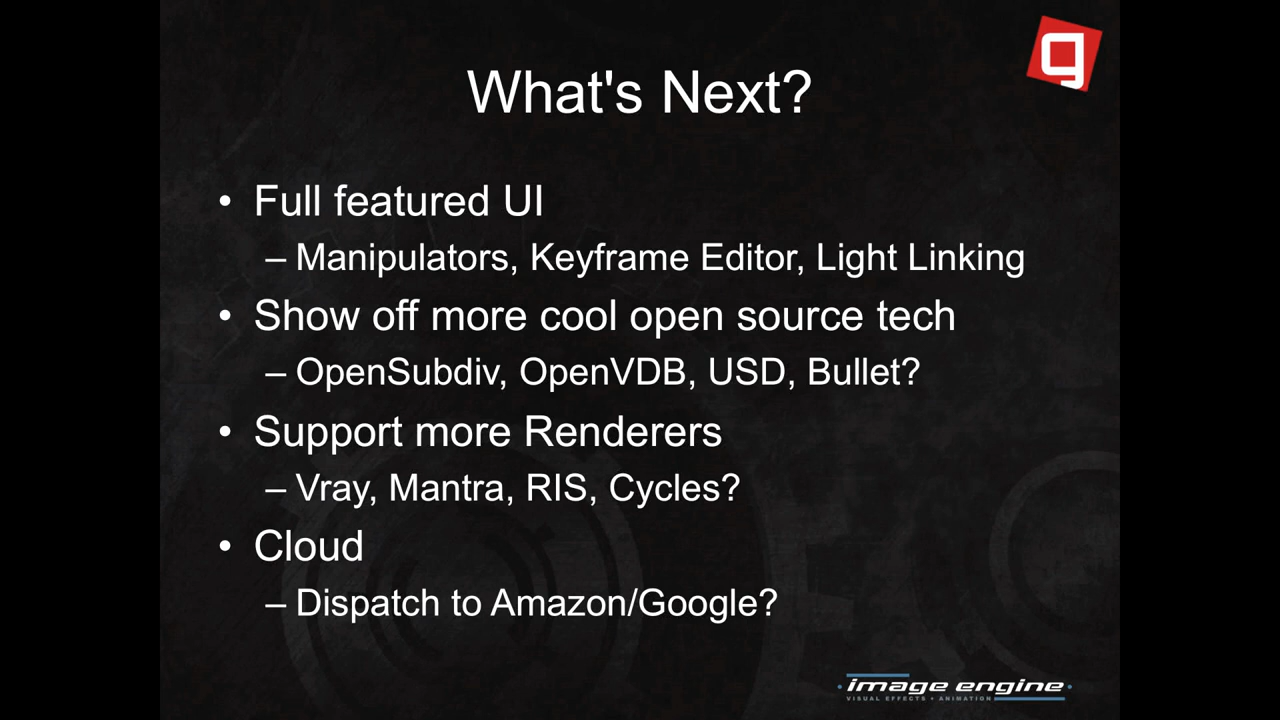 What's Next?
• Full featured UI
– Manipulators, Keyframe Editor, Light Linking
• Show off more cool open source tech
– OpenSubdiv, OpenVDB, USD, Bullet?
• Support more Renderers
– Vray, Mantra, RIS, Cycles?
• Cloud
– Dispatch to Amazon/Google?
image engine
VISUAL EFFECTS • ANIMATION